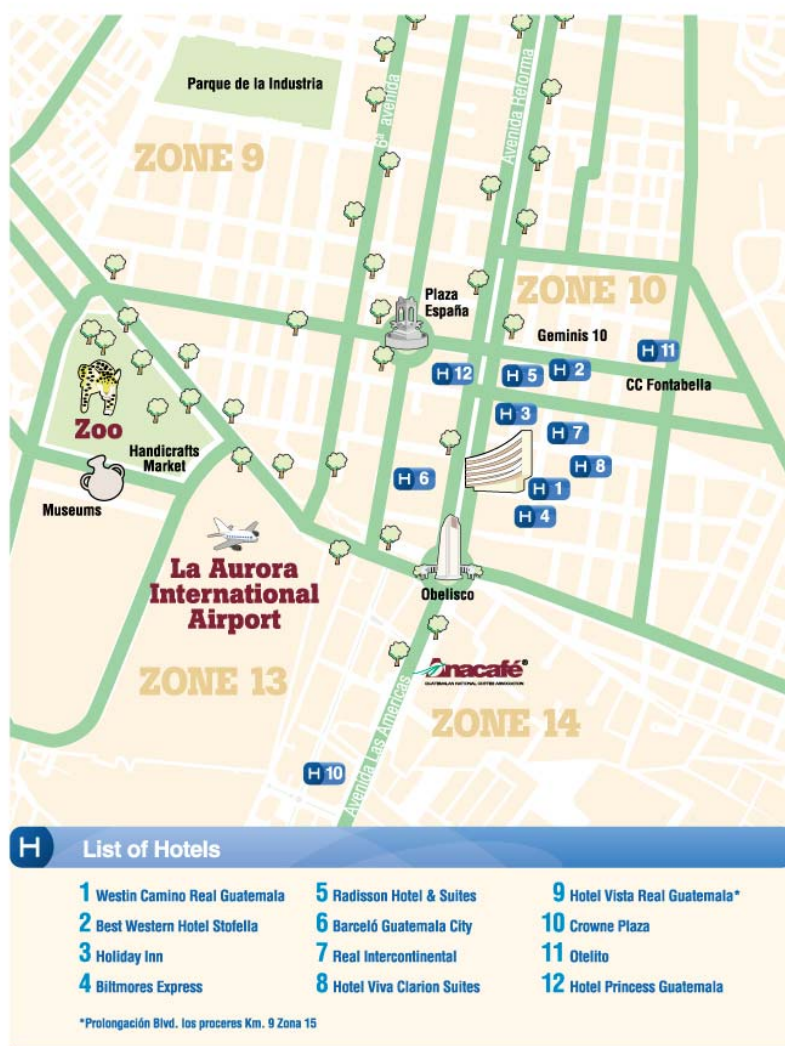 Parque de la Industria
6ª avenida
Avenida Reforma
ZONE 9
Plaza
España
ZONE 10
Geminis 10
H 11
H 12
H 5
H 2
CC Fontabella
H 3
Zoo
H 7
Handicrafts
Market
H 6
H 8
H 1
Museums
H 4
La Aurora
International
Airport
Obelisco
Anacafé®
GUATEMALAN NATIONAL COFFEE ASSOCIATION
ZONE 13
ZONE 14
Avenida Las Americas
H 10
H List of Hotels
1 Westin Camino Real Guatemala
2 Best Western Hotel Stofella
3 Holiday Inn
4 Biltmores Express
5 Radisson Hotel & Suites
6 Barceló Guatemala City
7 Real Intercontinental
8 Hotel Viva Clarion Suites
9 Hotel Vista Real Guatemala*
10 Crowne Plaza
11 Otelito
12 Hotel Princess Guatemala
*Prolongación Blvd. los proceres Km. 9 Zona 15